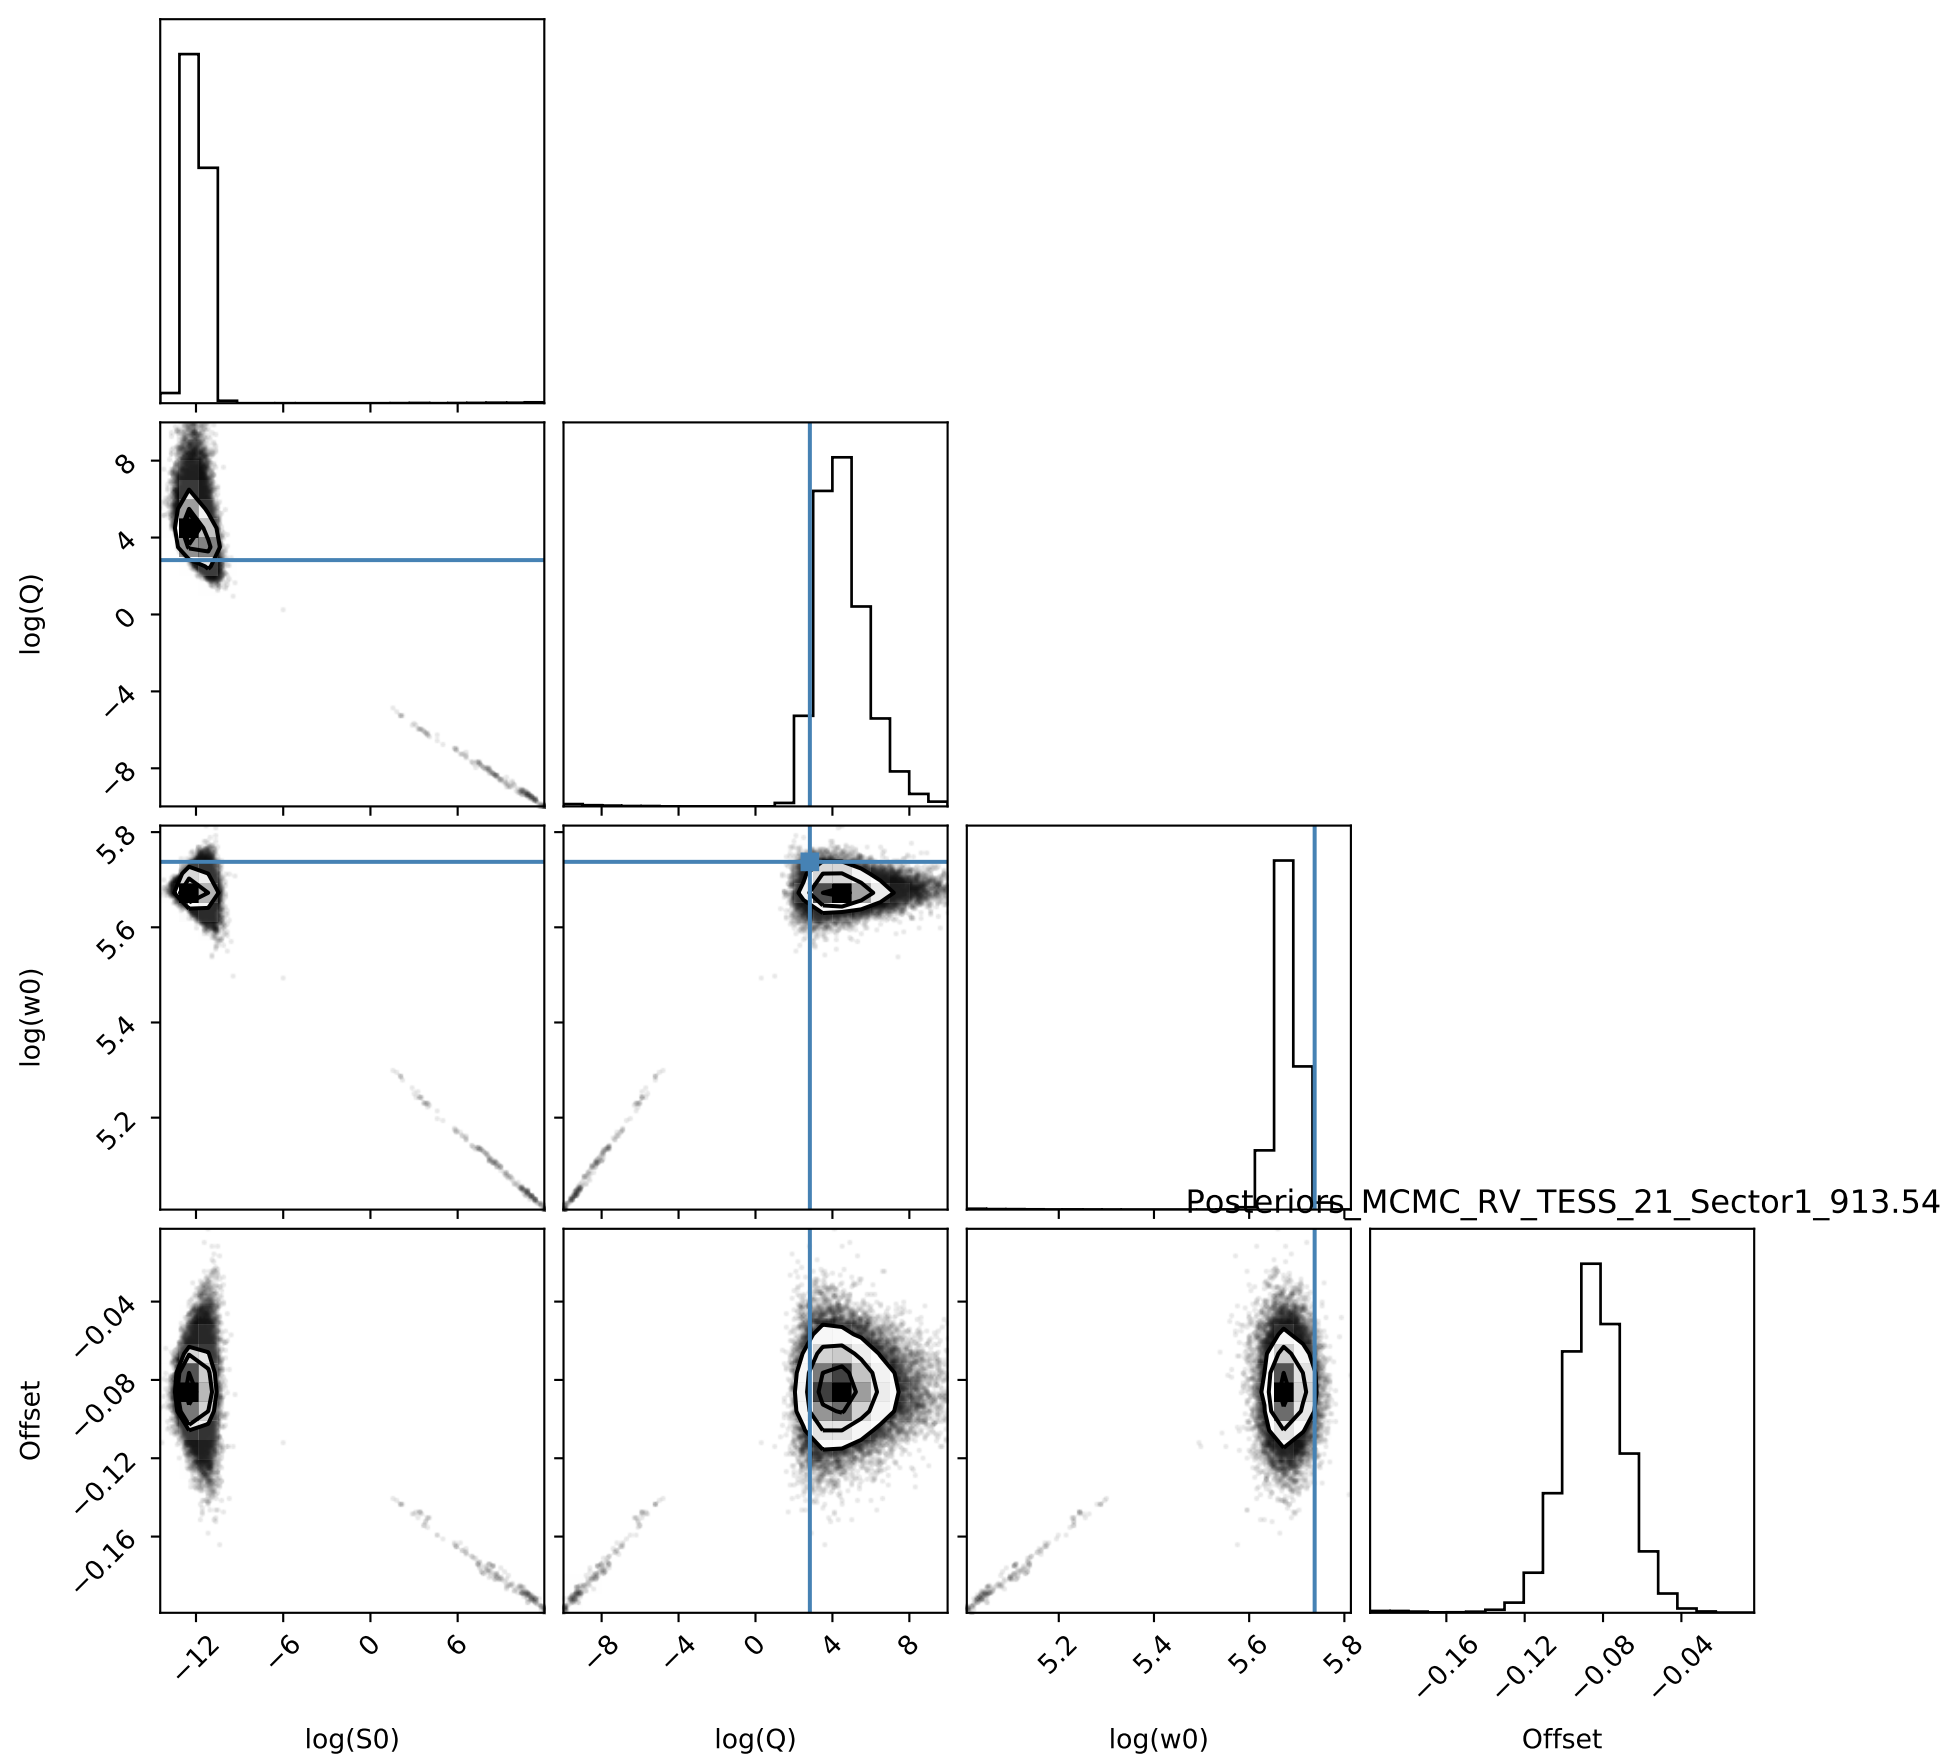 8
4
0
−4
−8
log(Q)
5.8
5.6
5.4
5.2
log(w0)
Posteriors_MCMC_RV_TESS_21_Sector1_913.54
−0.04
−0.08
−0.12
−0.16
Offset
−12 −6 0 6
−8 −4 0 4 8
5.2 5.4 5.6 5.8
−0.16 −0.12 −0.08 −0.04
log(S0) log(Q) log(w0) Offset